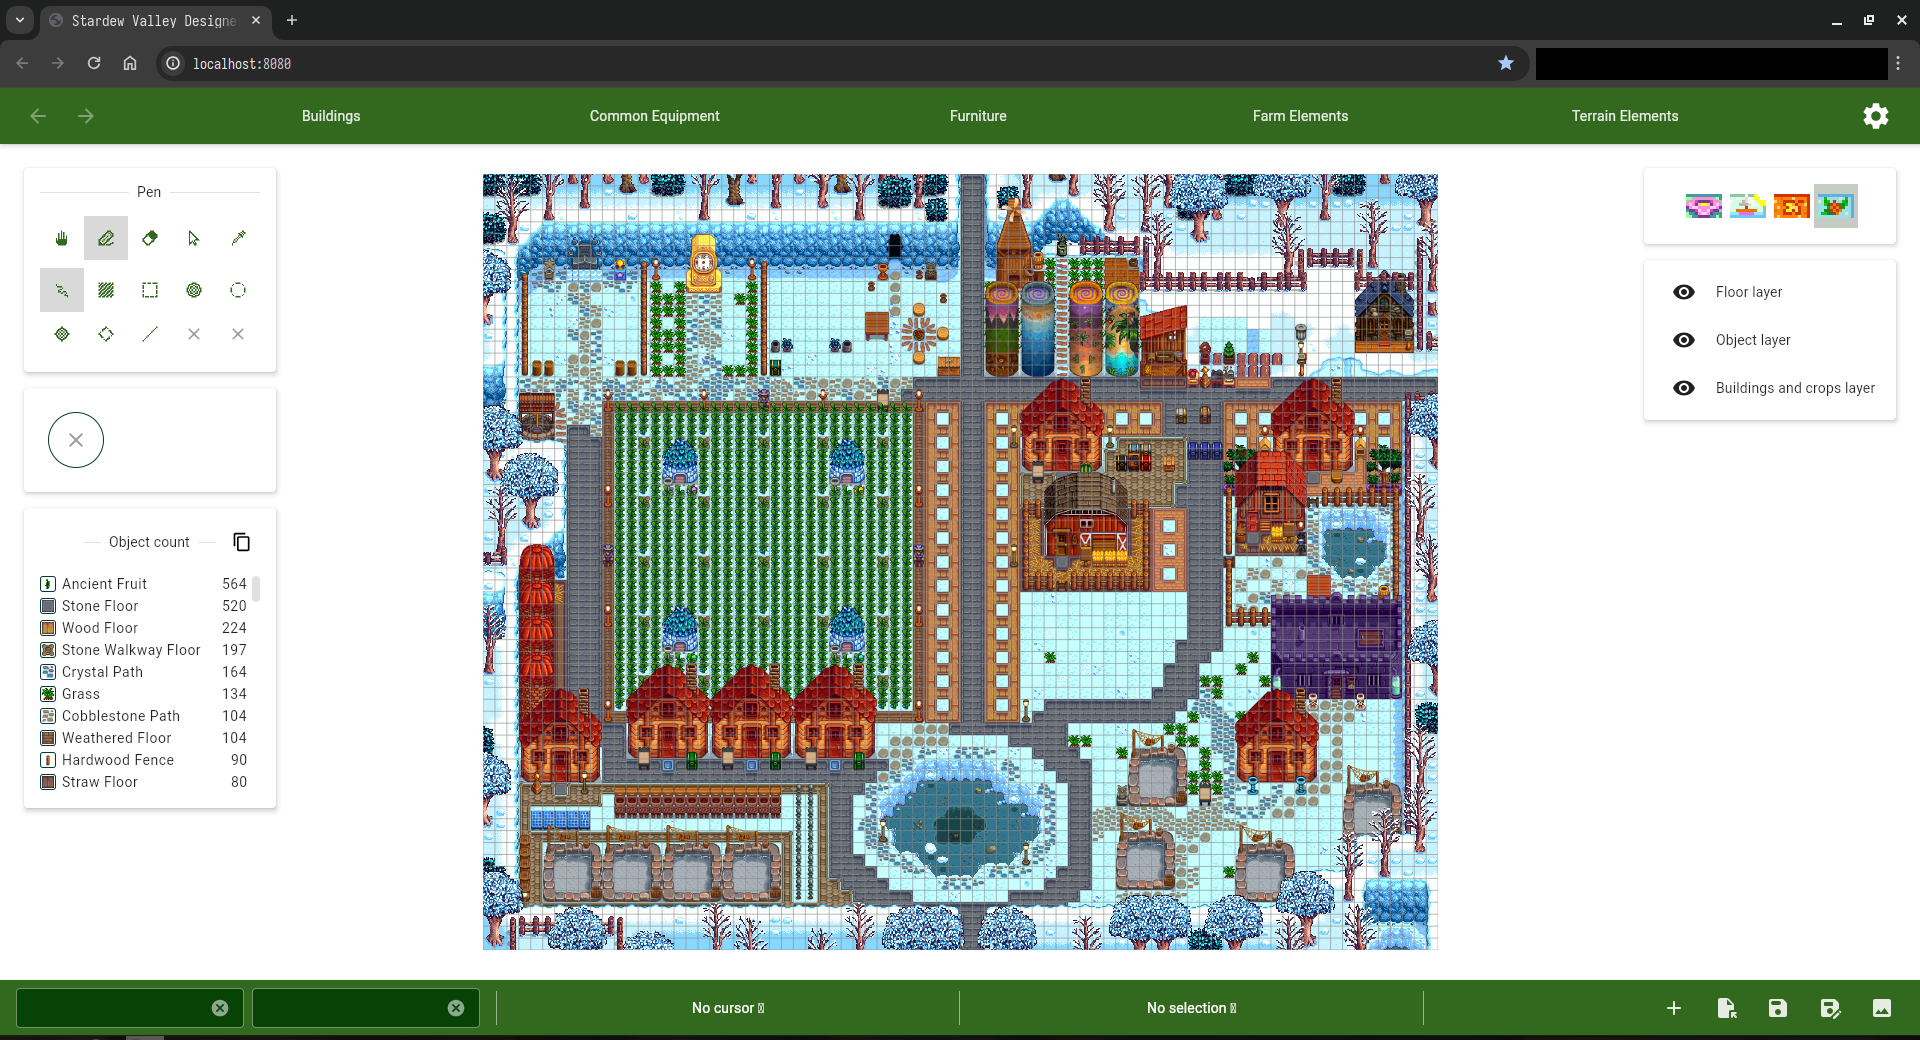 Stardew Valley Designe
localhost:8080
Buildings
Common Equipment
Furniture
Farm Elements
Terrain Elements
Pen
Object count
Ancient Fruit 564
Stone Floor 520
Wood Floor 224
Stone Walkway Floor 197
Crystal Path 164
Grass 134
Cobblestone Path 104
Weathered Floor 104
Hardwood Fence 90
Straw Floor 80
Floor layer
Object layer
Buildings and crops layer
No cursor
No selection